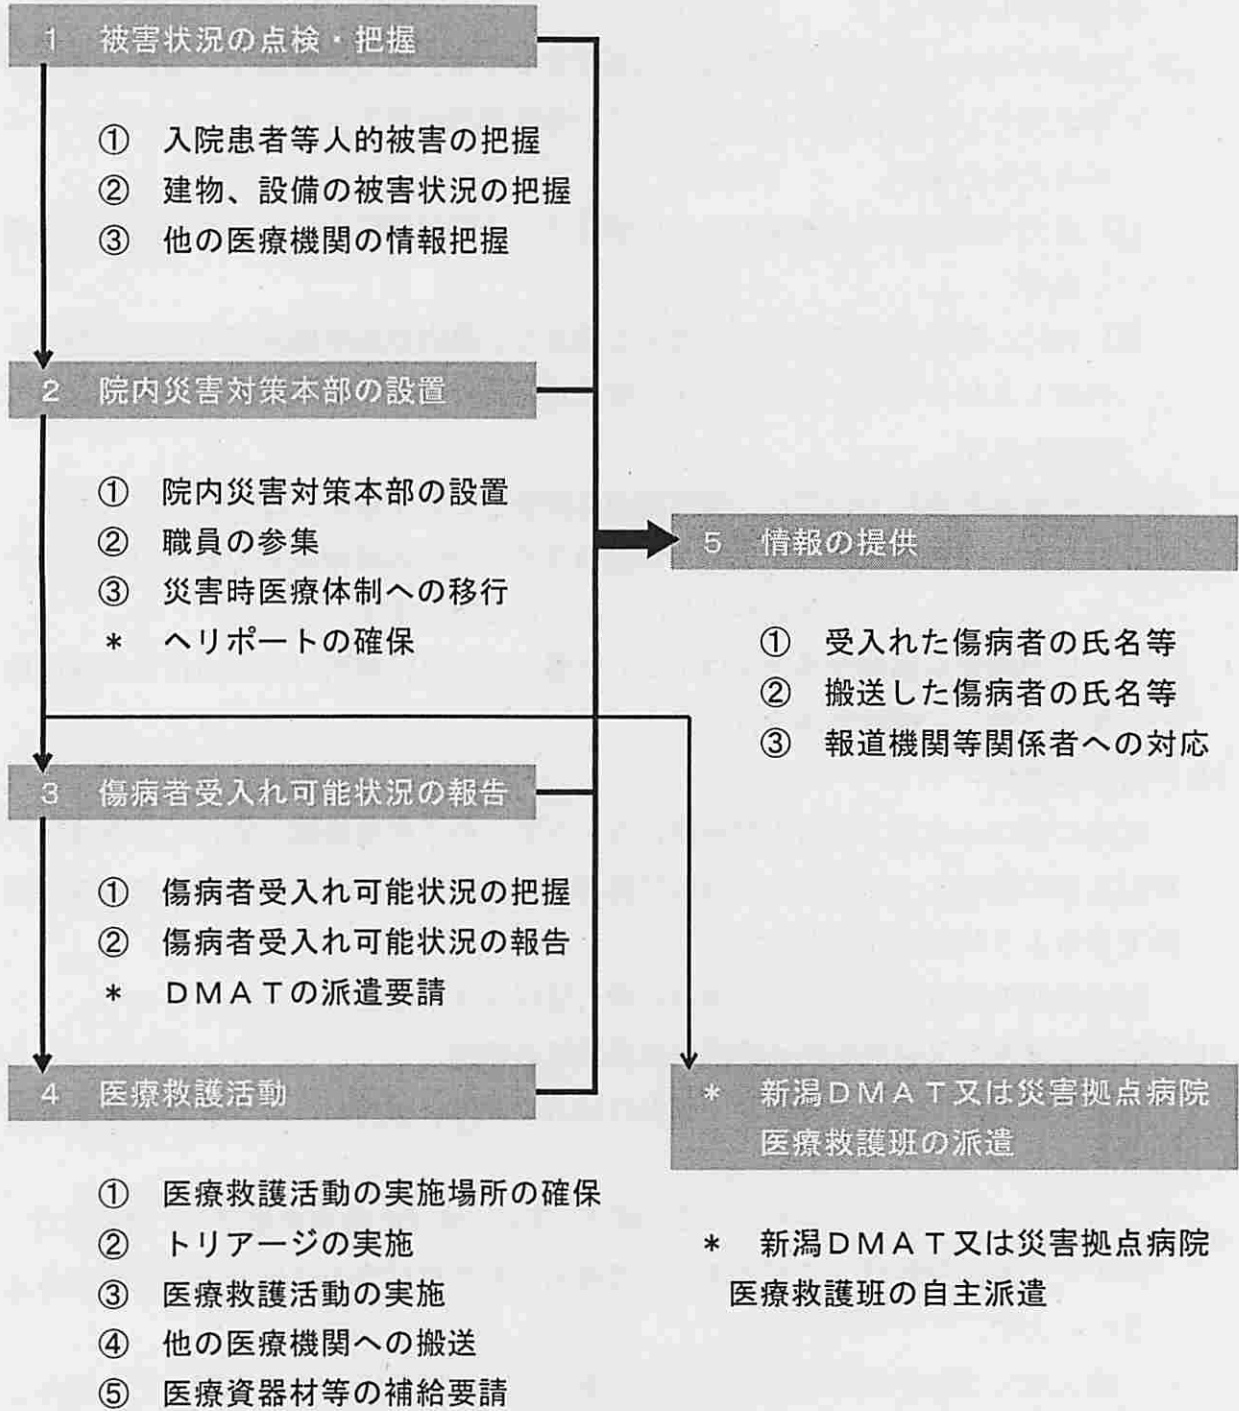 1 被害状況の点検・把握
① 入院患者等人的被害の把握
② 建物、設備の被害状況の把握
③ 他の医療機関の情報把握
2 院内災害対策本部の設置
① 院内災害対策本部の設置
② 職員の参集
③ 災害時医療体制への移行
* ヘリポートの確保
3 傷病者受入れ可能状況の報告
① 傷病者受入れ可能状況の把握
② 傷病者受入れ可能状況の報告
* DMATの派遣要請
4 医療救護活動
① 医療救護活動の実施場所の確保
② トリアージの実施
③ 医療救護活動の実施
④ 他の医療機関への搬送
⑤ 医療資器材等の補給要請
5 情報の提供
① 受入れた傷病者の氏名等
② 搬送した傷病者の氏名等
③ 報道機関等関係者への対応
* 新潟DMAT又は災害拠点病院
医療救護班の派遣
* 新潟DMAT又は災害拠点病院
医療救護班の自主派遣